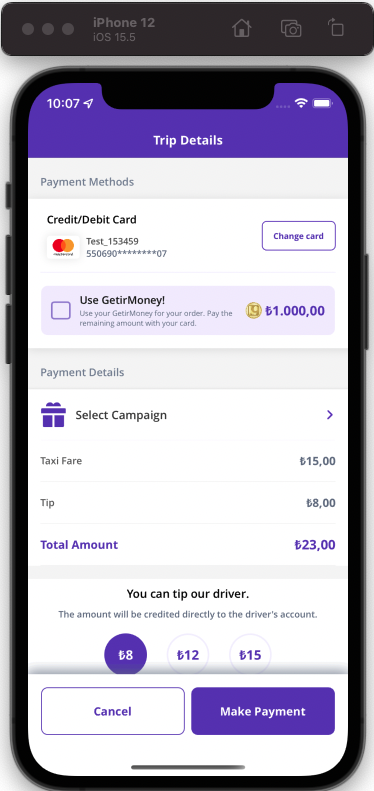 iPhone 12
iOS 15.5
10:07
Trip Details
Payment Methods
Credit/Debit Card
Test_153459
550690********07
Change card
Use GetirMoney!
Use your GetirMoney for your order. Pay the
remaining amount with your card.
₺1.000,00
Payment Details
Select Campaign
Taxi Fare
₺15,00
Tip
₺8,00
Total Amount
₺23,00
You can tip our driver.
The amount will be credited directly to the driver's account.
₺8
₺12
₺15
Cancel
Make Payment